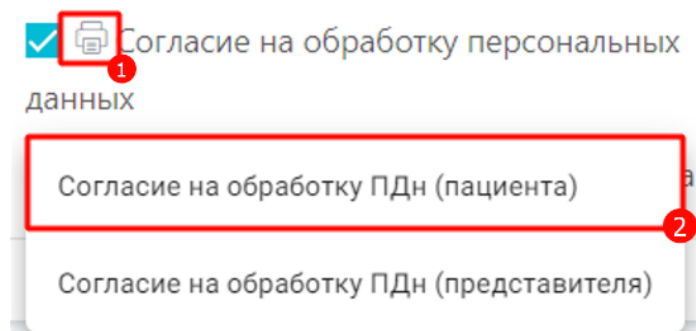 Согласие на обработку персональных
1
данных
Согласие на обработку ПДн (пациента)
а
2
Согласие на обработку ПДн (представителя)